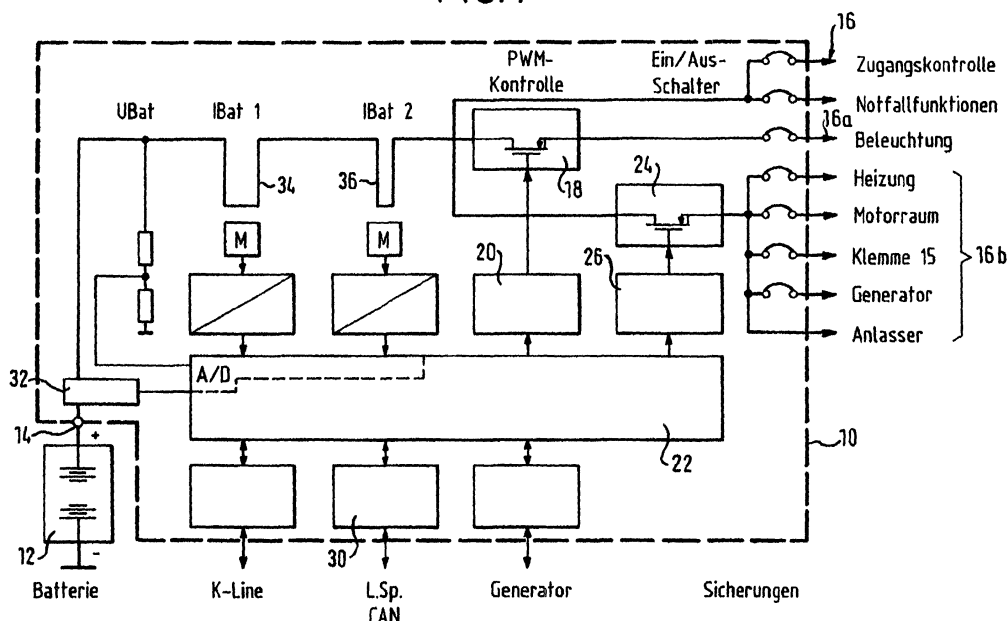 PWM-
Kontrolle
Ein/Aus-
Schalter
16
Zugangskontrolle
UBat
IBat 1
IBat 2
Notfallfunktionen
16a
Beleuchtung
34
36
18
24
Heizung
Motorraum
16b
M
M
20
26
Klemme 15
Generator
Anlasser
A/D
32
14
+
22
10
12
-
30
Batterie
K-Line
L.Sp.
CAN
Generator
Sicherungen